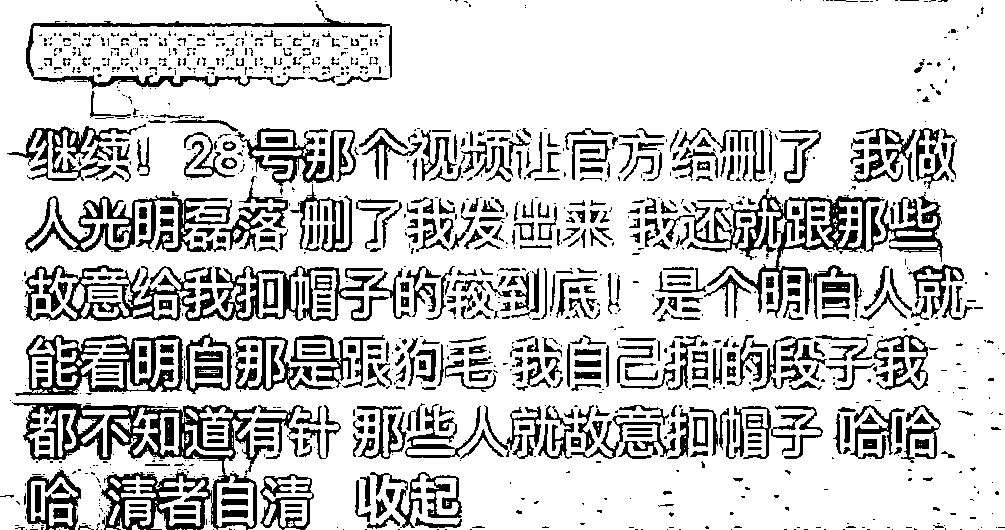 继续！ 28号那个视频让官方给删了 我做
人光明磊落 删了我发出来 我还就跟那些
故意给我扣帽子的较到底！ 是个明白人就
能看明白那是跟狗毛 我自己拍的段子我
都不知道有针 那些人就故意扣帽子 哈哈
哈 清者自清 收起